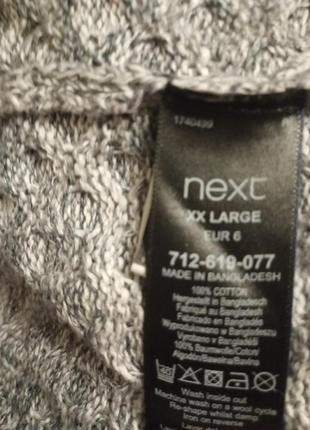 1740499
next
XX LARGE
EUR 6
712-619-077
MADE IN BANGLADESH
100% COTTON
Hergestellt in Bangladesch
Fabriqué au Bangladesh
Fabricado en Bangladés
Wyprodukowano w Bangladeszu
Vyrobeno v Bangladéši
100% Baumwolle/Coton/
Algodón/Bawełna/Bavlna
40
Wash inside out
Machine wash on a wool cycle
Re-shape whilst damp
Iron on reverse